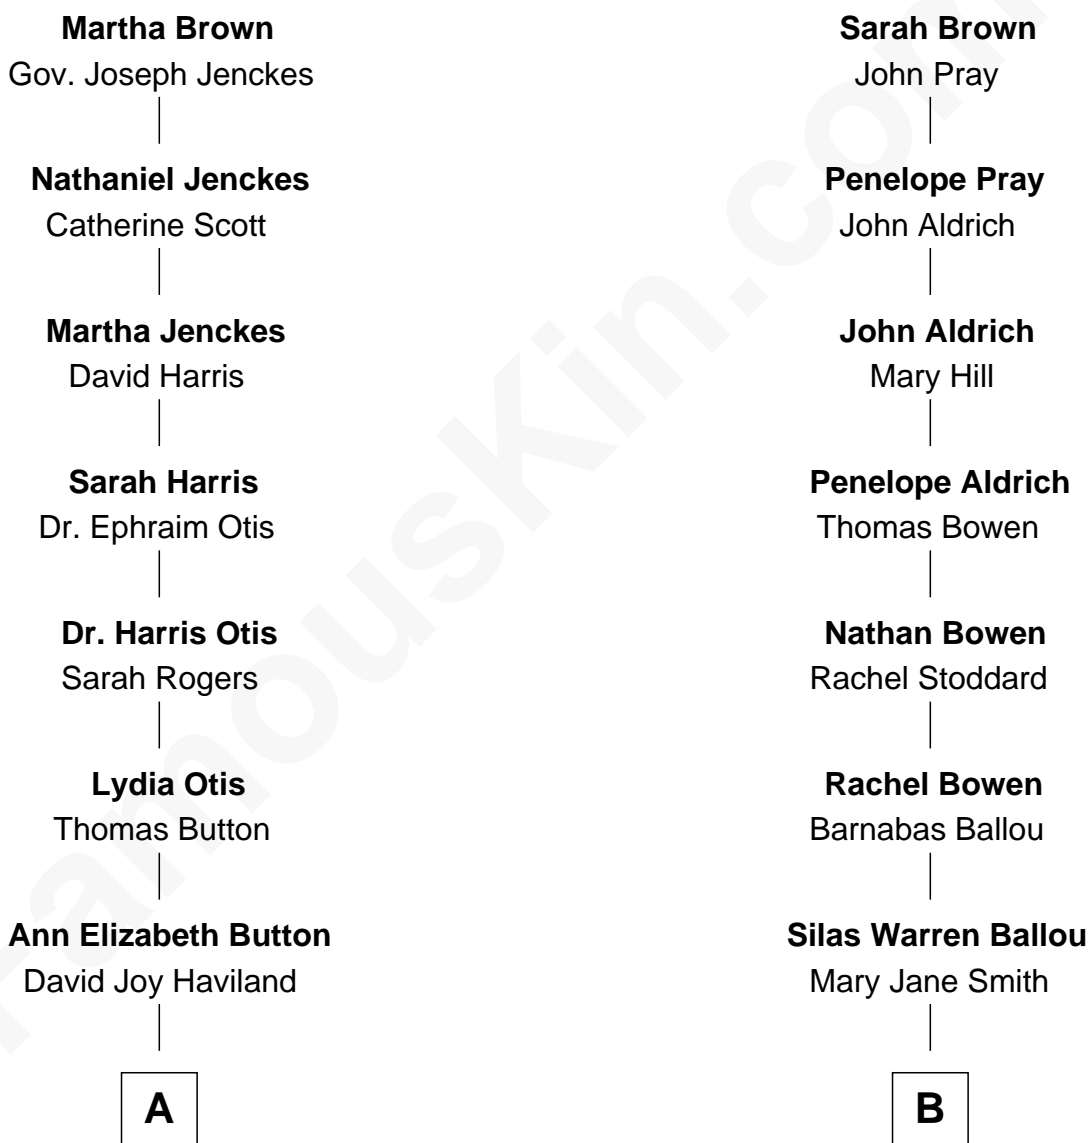 Martha Brown
Gov. Joseph Jenckes
Sarah Brown
John Pray
Nathaniel Jenckes
Catherine Scott
Penelope Pray
John Aldrich
Martha Jenckes
David Harris
John Aldrich
Mary Hill
Sarah Harris
Dr. Ephraim Otis
Penelope Aldrich
Thomas Bowen
Dr. Harris Otis
Sarah Rogers
Nathan Bowen
Rachel Stoddard
Lydia Otis
Thomas Button
Rachel Bowen
Barnabas Ballou
Ann Elizabeth Button
David Joy Haviland
Silas Warren Ballou
Mary Jane Smith
A
B
FamousKin.com